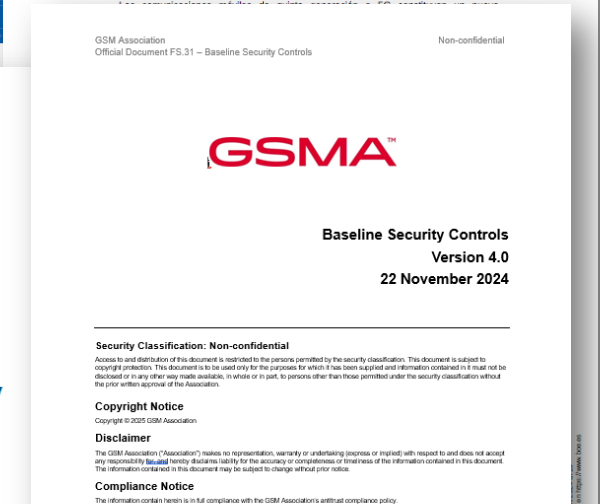 Las comunicaciones móviles de quinta generación o 5G constituyen un nuevo
GSM Association
Non-confidential
Official Document FS.31 – Baseline Security Controls
GSMA™
Baseline Security Controls
Version 4.0
22 November 2024
Security Classification: Non-confidential
Access to and distribution of this document is restricted to the persons permitted by the security classification. This document is subject to
copyright protection. This document is to be used only for the purposes for which it has been supplied and information contained in it must not be
disclosed or in any other way made available, in whole or in part, to persons other than those permitted under the security classification without
the prior written approval of the Association.
Copyright Notice
Copyright © 2025 GSM Association
Disclaimer
The GSM Association ("Association") makes no representation, warranty or undertaking (express or implied) with respect to and does not accept
any responsibility for, and hereby disclaims liability for the accuracy or completeness or timeliness of the information contained in this document.
The information contained in this document may be subject to change without prior notice.
Compliance Notice
The information contain herein is in full compliance with the GSM Association's antitrust compliance policy.
en https://www.boe.es